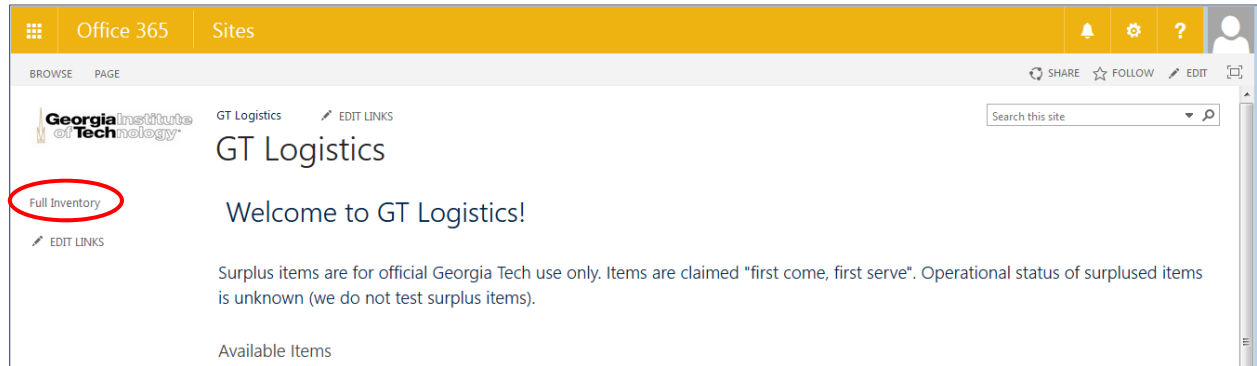 Office 365 Sites ?
BROWSE PAGE SHARE FOLLOW EDIT
Georgia Institute
of Technology
GT Logistics EDIT LINKS
Search this site
GT Logistics
Full Inventory
EDIT LINKS
Welcome to GT Logistics!
Surplus items are for official Georgia Tech use only. Items are claimed "first come, first serve". Operational status of surplused items
is unknown (we do not test surplus items).
Available Items